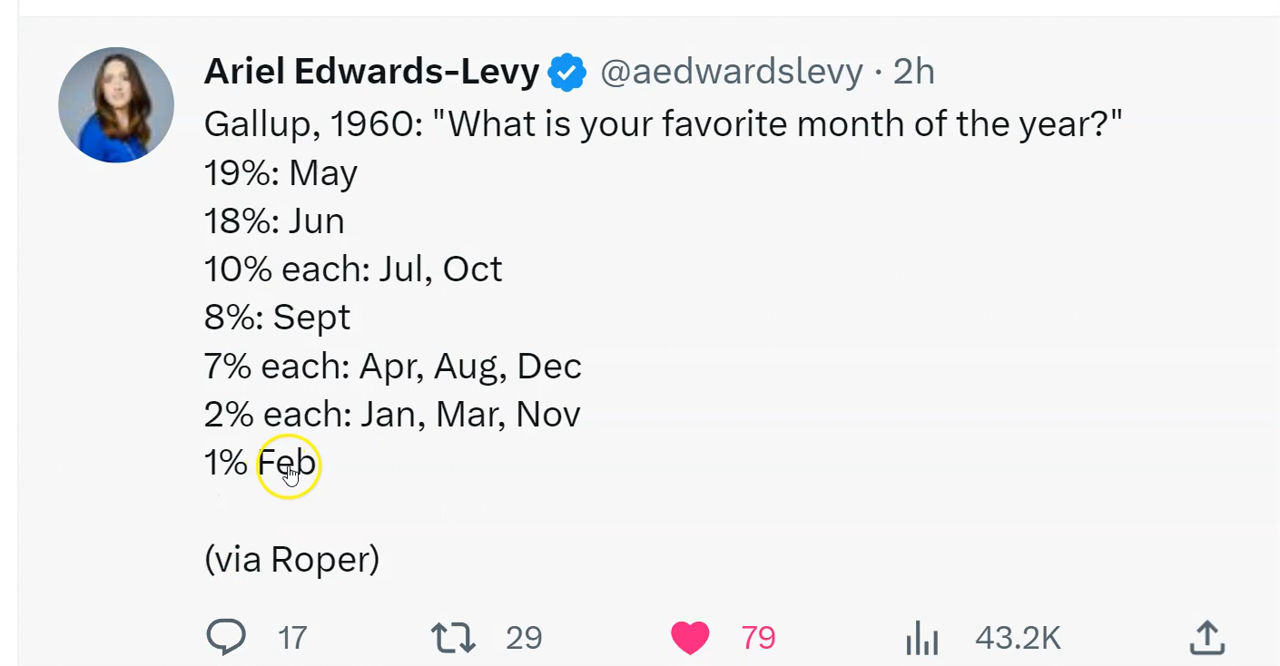 Ariel Edwards-Levy @aedwardslevy · 2h
Gallup, 1960: "What is your favorite month of the year?"
19%: May
18%: Jun
10% each: Jul, Oct
8%: Sept
7% each: Apr, Aug, Dec
2% each: Jan, Mar, Nov
1% Feb
(via Roper)
17 29 79 43.2K